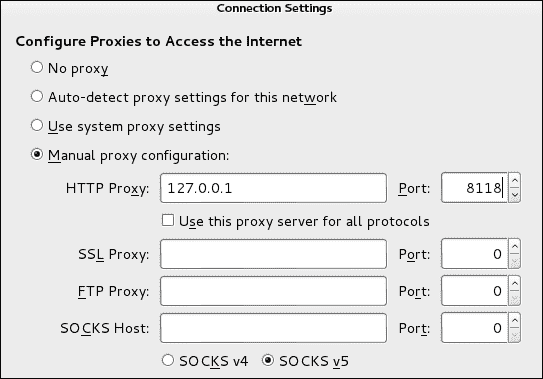 Connection Settings
Configure Proxies to Access the Internet
No proxy
Auto-detect proxy settings for this network
Use system proxy settings
Manual proxy configuration:
HTTP Proxy: 127.0.0.1 Port: 8118
Use this proxy server for all protocols
SSL Proxy: Port: 0
FTP Proxy: Port: 0
SOCKS Host: Port: 0
SOCKS v4 SOCKS v5